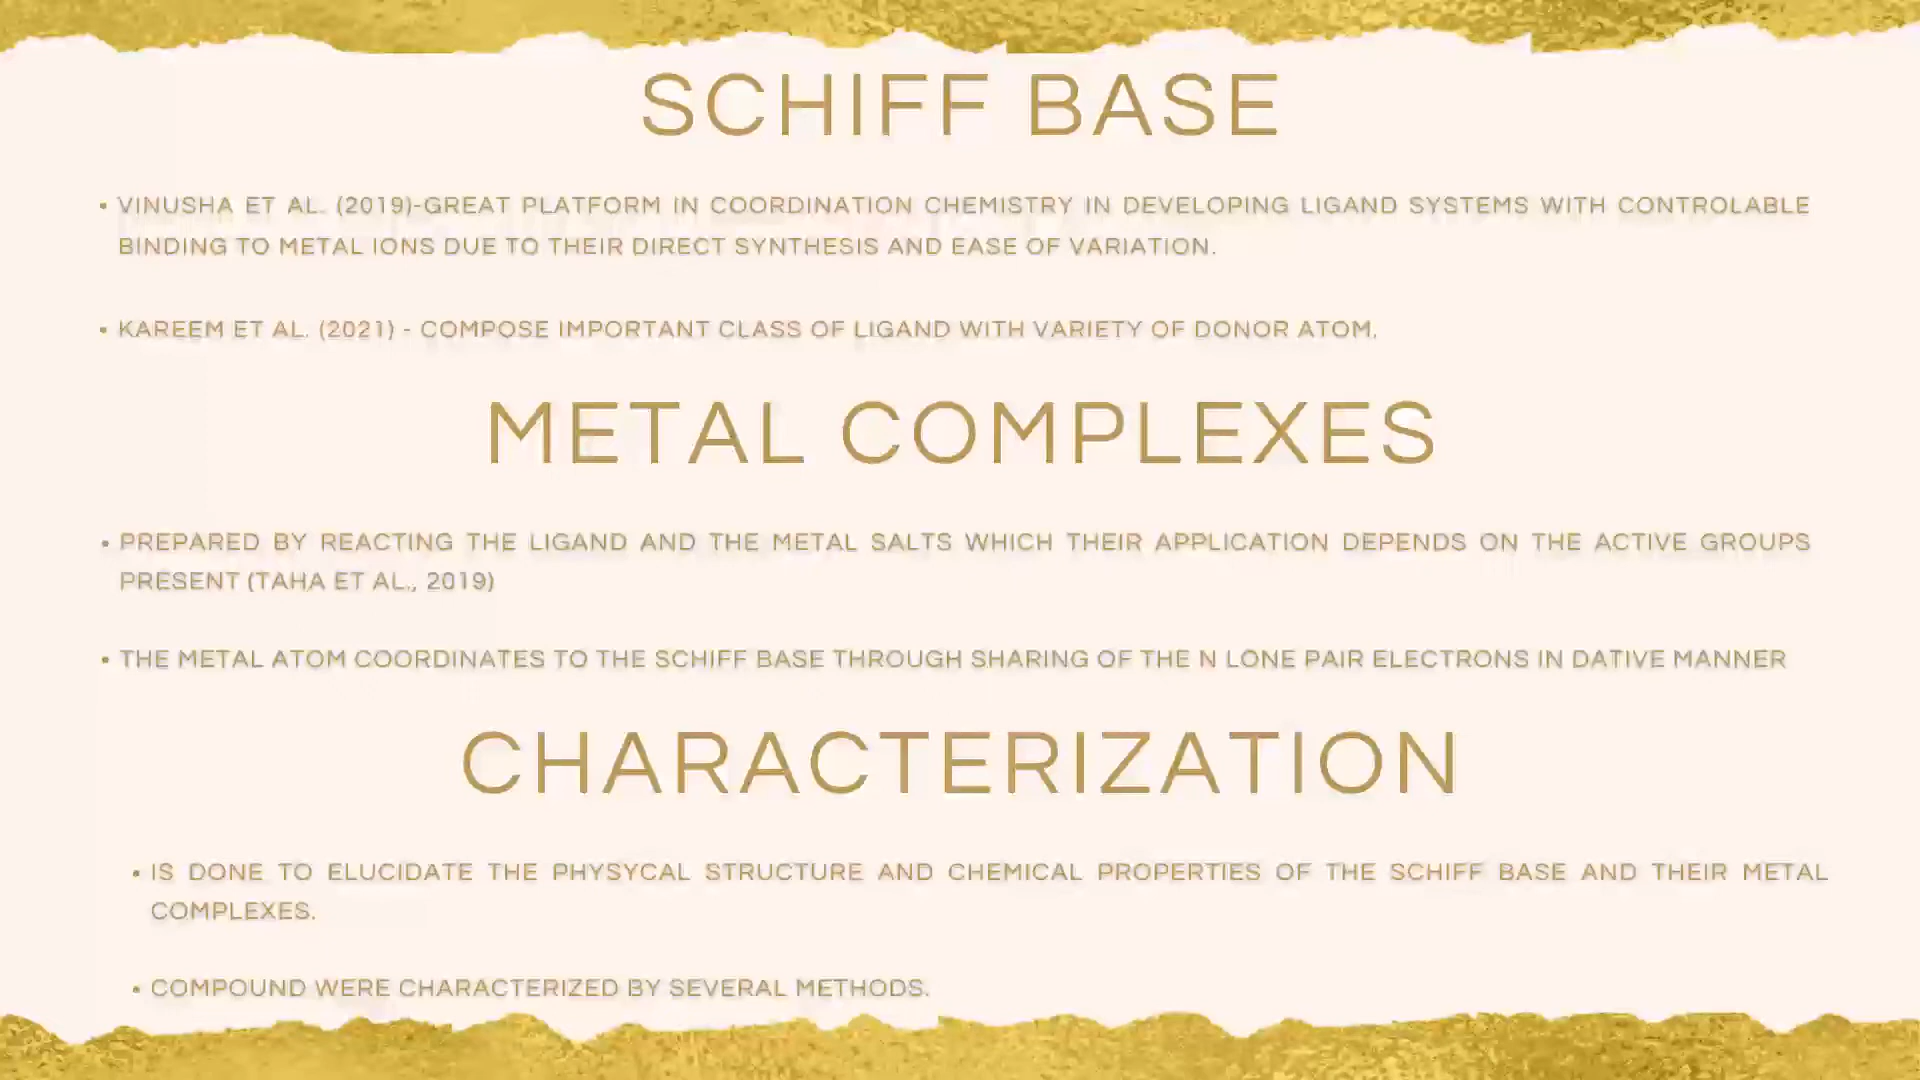 SCHIFF BASE
• VINUSHA ET AL. (2019)-GREAT PLATFORM IN COORDINATION CHEMISTRY IN DEVELOPING LIGAND SYSTEMS WITH CONTROLABLE
BINDING TO METAL IONS DUE TO THEIR DIRECT SYNTHESIS AND EASE OF VARIATION.
• KAREEM ET AL. (2021) - COMPOSE IMPORTANT CLASS OF LIGAND WITH VARIETY OF DONOR ATOM.
METAL COMPLEXES
• PREPARED BY REACTING THE LIGAND AND THE METAL SALTS WHICH THEIR APPLICATION DEPENDS ON THE ACTIVE GROUPS
PRESENT (TAHA ET AL., 2019)
• THE METAL ATOM COORDINATES TO THE SCHIFF BASE THROUGH SHARING OF THE N LONE PAIR ELECTRONS IN DATIVE MANNER
CHARACTERIZATION
• IS DONE TO ELUCIDATE THE PHYSYCAL STRUCTURE AND CHEMICAL PROPERTIES OF THE SCHIFF BASE AND THEIR METAL
COMPLEXES.
• COMPOUND WERE CHARACTERIZED BY SEVERAL METHODS.